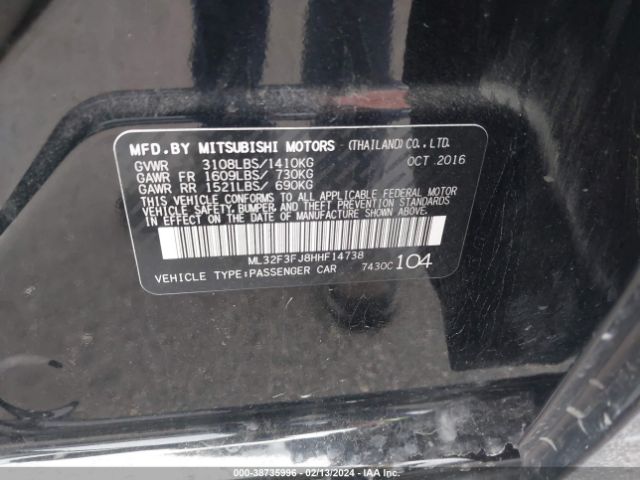 MFD.BY MITSUBISHI MOTORS (THAILAND)CO.,LTD.
GVWR 3108LBS/1410KG OCT.2016
GAWR FR 1609LBS/ 730KG
GAWR RR 1521LBS/ 690KG
THIS VEHICLE CONFORMS TO ALL APPLICABLE FEDERAL MOTOR
VEHICLE SAFETY,BUMPER,AND THEFT PREVENTION STANDARDS
IN EFFECT ON THE DATE OF MANUFACTURE SHOWN ABOVE.
ML32F3FJ8HHF14738
VEHICLE TYPE:PASSENGER CAR 7430C 104
000-38735996 - 02/13/2024 - IAA Inc.